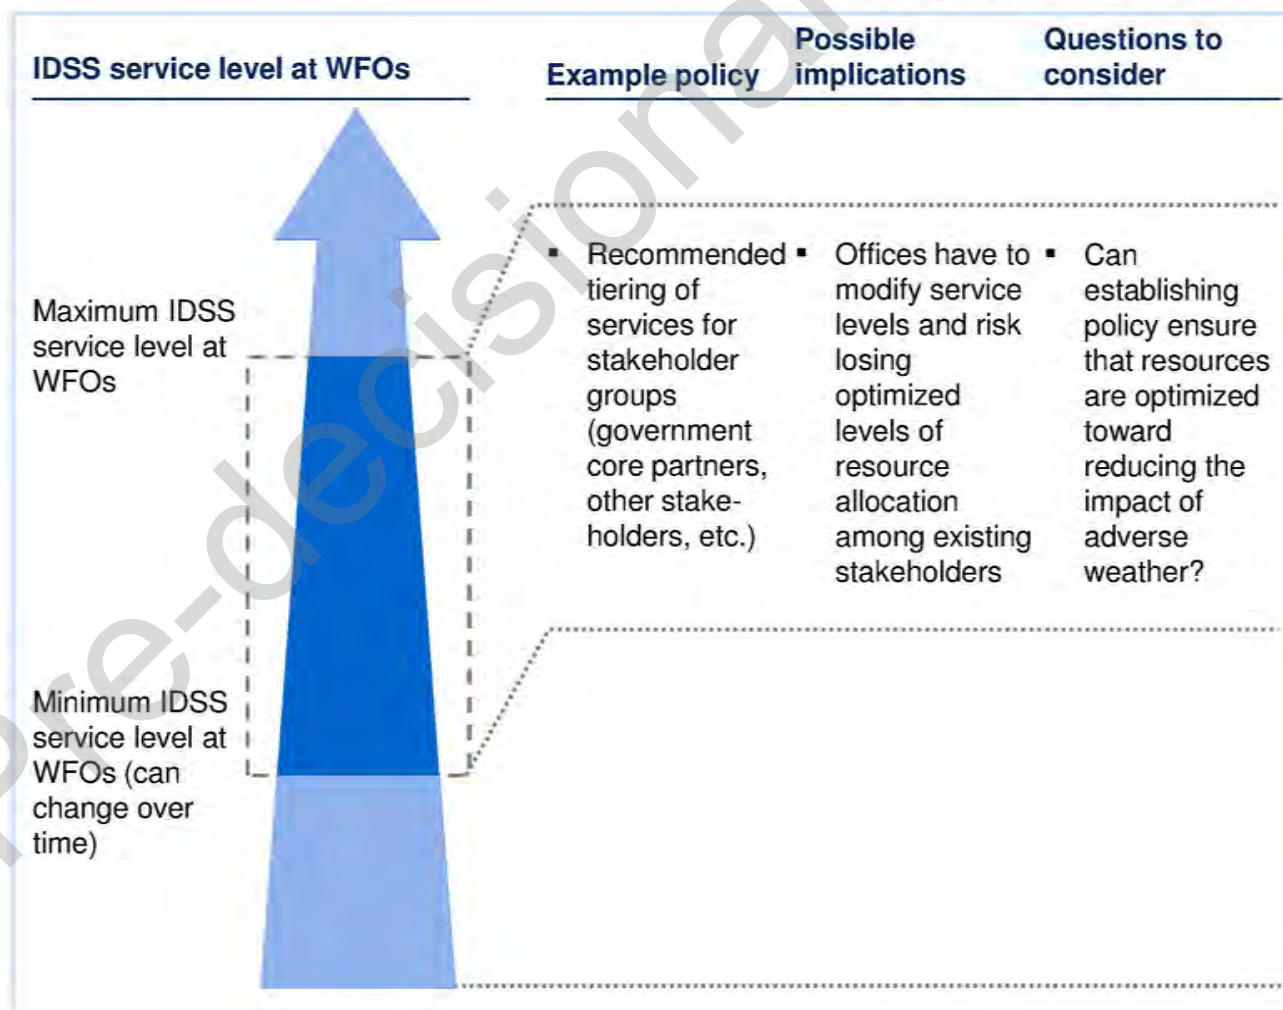 IDSS service level at WFOs
Example policy
Possible
implications
Questions to
consider
Maximum IDSS
service level at
WFOs
Minimum IDSS
service level at
WFOs (can
change over
time)
▪ Recommended
tiering of
services for
stakeholder
groups
(government
core partners,
other stake-
holders, etc.)
▪ Offices have to
modify service
levels and risk
losing
optimized
levels of
resource
allocation
among existing
stakeholders
▪ Can
establishing
policy ensure
that resources
are optimized
toward
reducing the
impact of
adverse
weather?
Pre-decisional